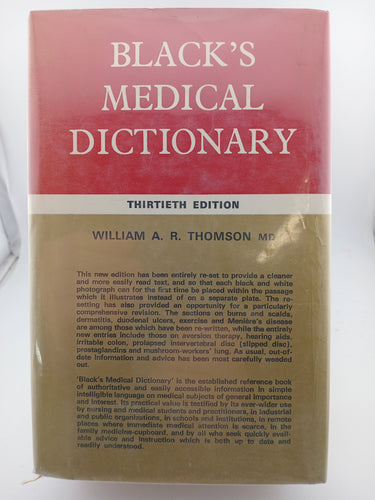 BLACK'S
MEDICAL
DICTIONARY
THIRTIETH EDITION
WILLIAM A. R. THOMSON MD
This new edition has been entirely re-set to provide a cleaner
and more easily read text, and so that each black and white
photograph can for the first time be placed within the passage
which it illustrates instead of on a separate plate. The re-
setting has also provided an opportunity for a particularly
comprehensive revision. The sections on burns and scalds,
dermatitis, duodenal ulcers, exercise and Menière's disease
are among those which have been re-written, while the entirely
new entries include those on aversion therapy, hearing aids,
irritable colon, prolapsed intervertebral disc (slipped disc),
prostaglandins and mushroom-workers' lung. As usual, out-of-
date information and advice has been most carefully weeded
out.
'Black's Medical Dictionary' is the established reference book
of authoritative and easily accessible information in simple
intelligible language on medical subjects of general importance
and interest. Its practical value is testified by its ever-wider use
by nursing and medical students and practitioners, in industrial
and public organizations, in schools and institutions, in remote
places where immediate medical attention is scarce, in the
family medicine-cupboard, and by all who seek quickly avail-
able advice and instruction which is both up to date and
readily understood.